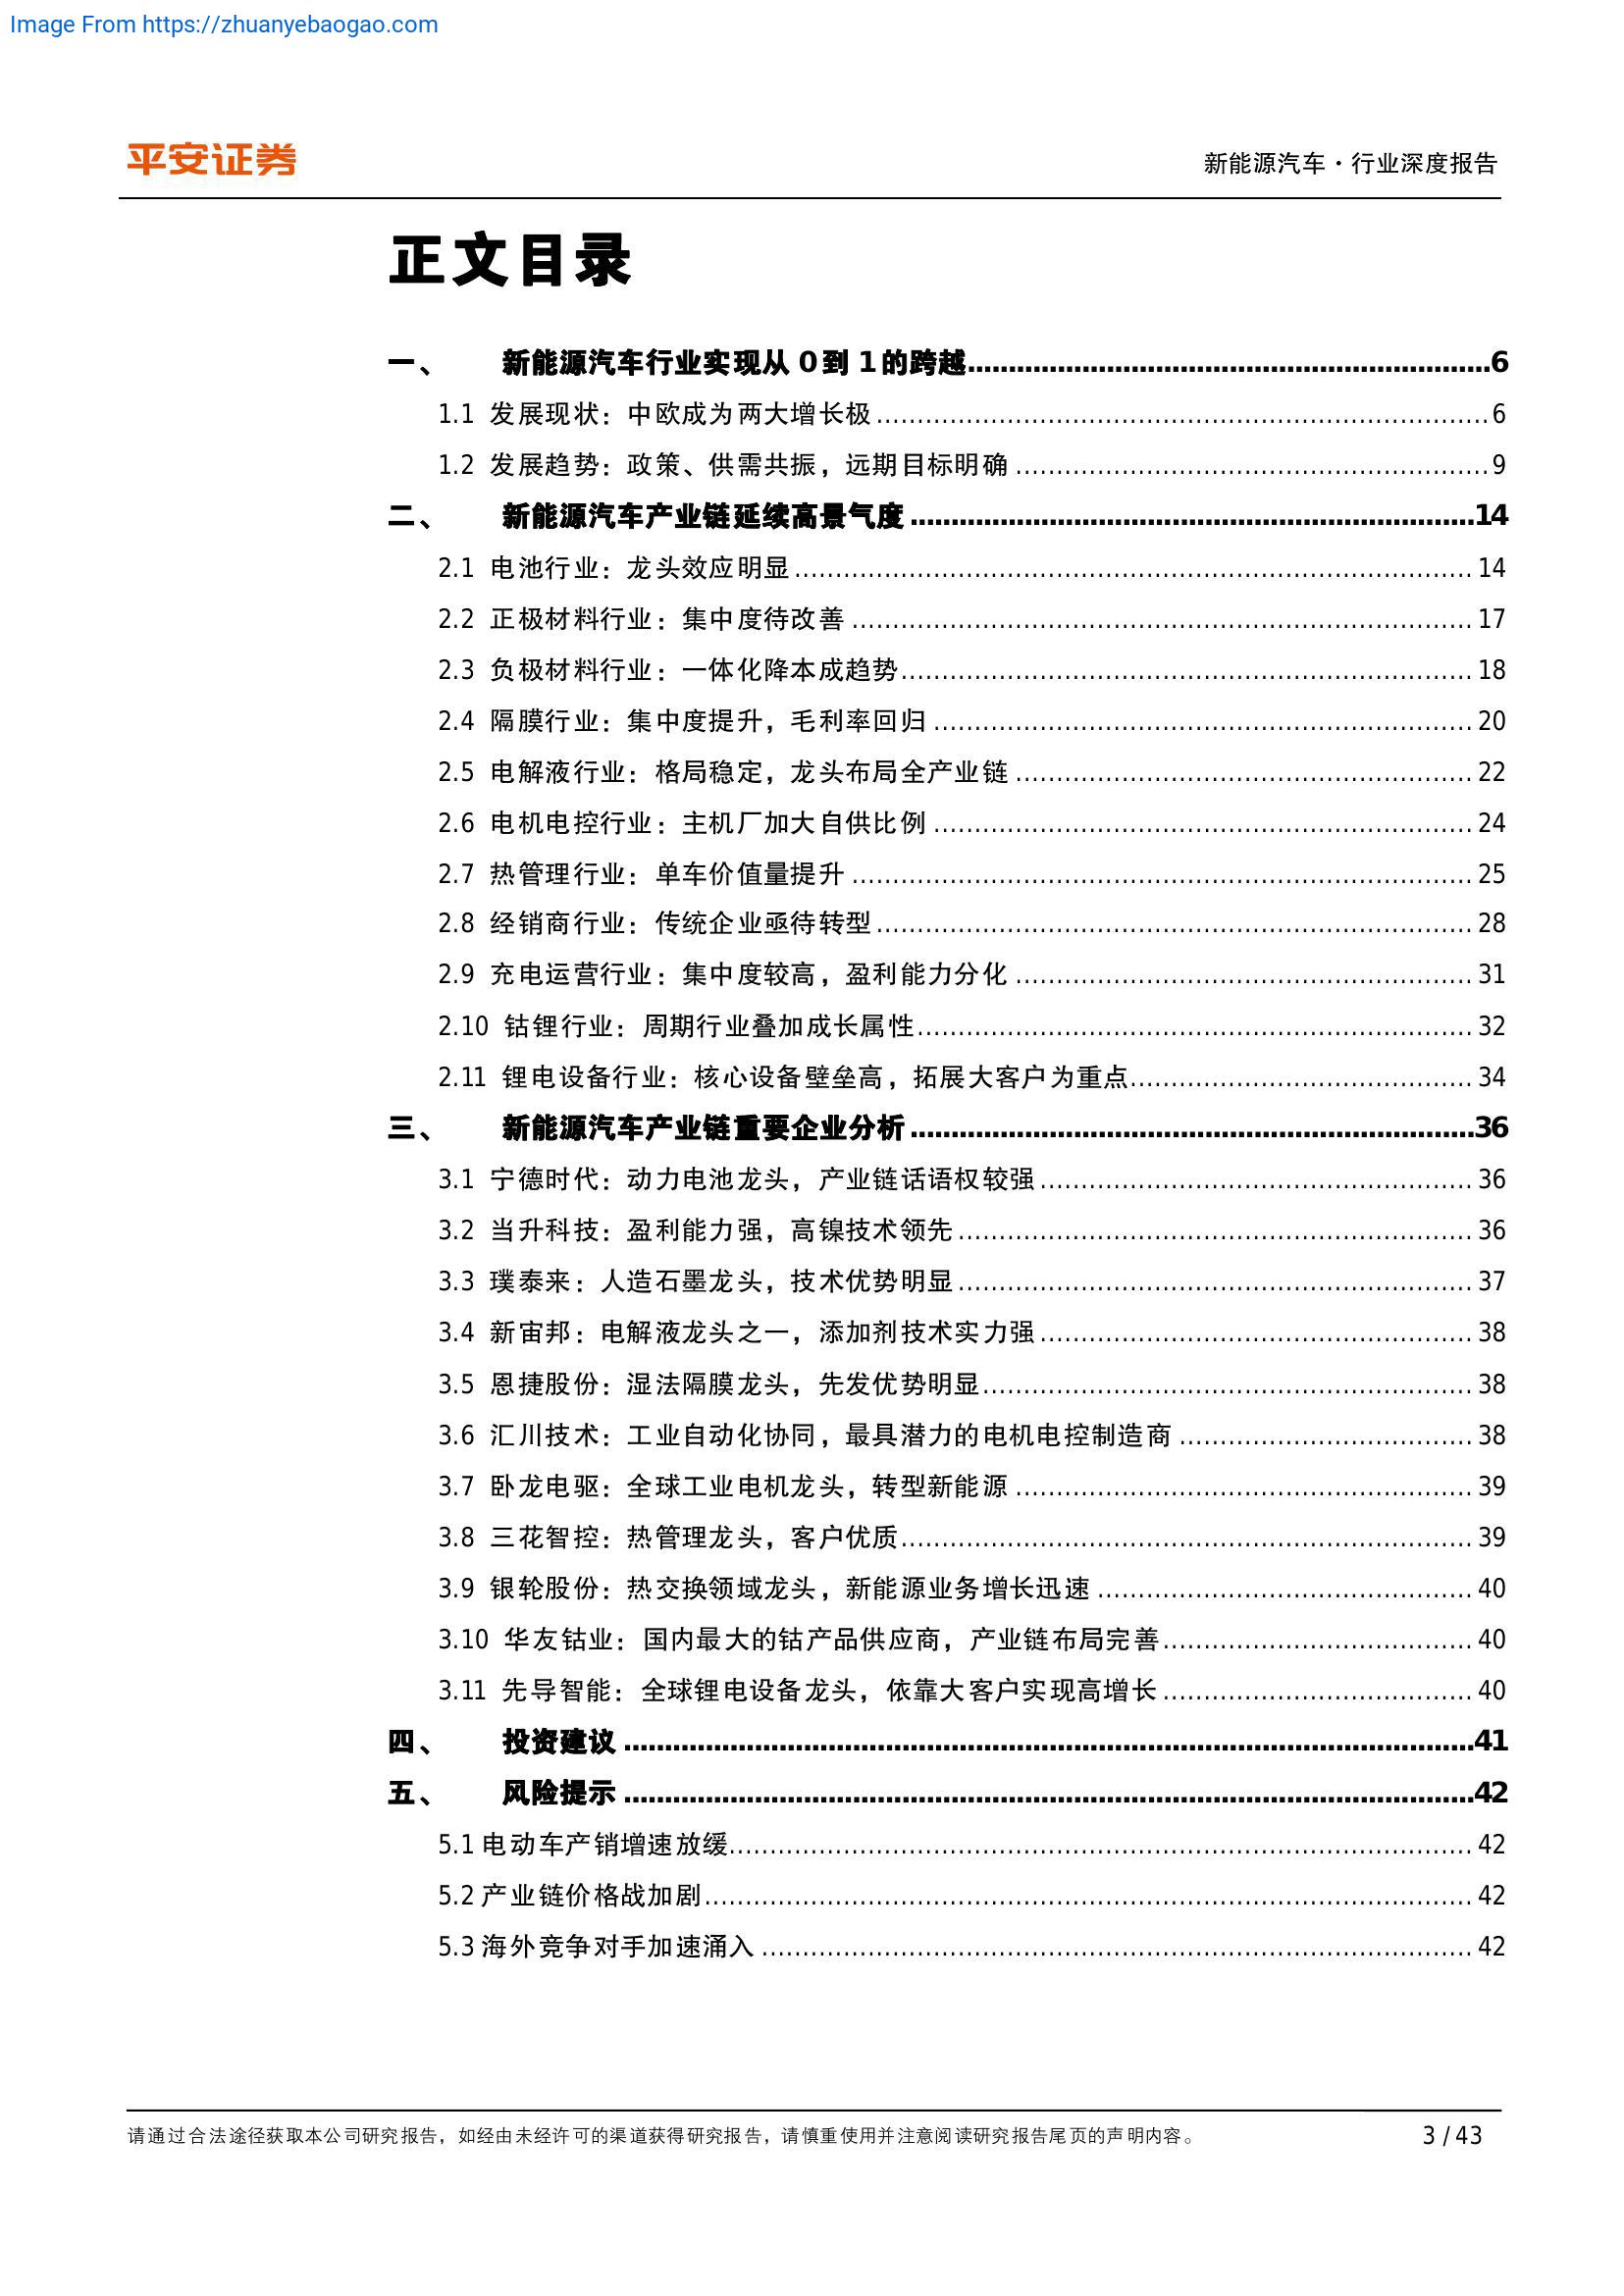 Image From https://zhuanyebaogao.com
平安证券
新能源汽车·行业深度报告
正文目录
一、 新能源汽车行业实现从 0 到 1 的跨越 6
1.1 发展现状：中欧成为两大增长极 6
1.2 发展趋势：政策、供需共振，远期目标明确 9
二、 新能源汽车产业链延续高景气度 14
2.1 电池行业：龙头效应明显 14
2.2 正极材料行业：集中度待改善 17
2.3 负极材料行业：一体化降本成趋势 18
2.4 隔膜行业：集中度提升，毛利率回归 20
2.5 电解液行业：格局稳定，龙头布局全产业链 22
2.6 电机电控行业：主机厂加大自供比例 24
2.7 热管理行业：单车价值量提升 25
2.8 经销商行业：传统企业亟待转型 28
2.9 充电运营行业：集中度较高，盈利能力分化 31
2.10 钴锂行业：周期行业叠加成长属性 32
2.11 锂电设备行业：核心设备壁垒高，拓展大客户为重点 34
三、 新能源汽车产业链重要企业分析 36
3.1 宁德时代：动力电池龙头，产业链话语权较强 36
3.2 当升科技：盈利能力强，高镍技术领先 36
3.3 璞泰来：人造石墨龙头，技术优势明显 37
3.4 新宙邦：电解液龙头之一，添加剂技术实力强 38
3.5 恩捷股份：湿法隔膜龙头，先发优势明显 38
3.6 汇川技术：工业自动化协同，最具潜力的电机电控制造商 38
3.7 卧龙电驱：全球工业电机龙头，转型新能源 39
3.8 三花智控：热管理龙头，客户优质 39
3.9 银轮股份：热交换领域龙头，新能源业务增长迅速 40
3.10 华友钴业：国内最大的钴产品供应商，产业链布局完善 40
3.11 先导智能：全球锂电设备龙头，依靠大客户实现高增长 40
四、 投资建议 41
五、 风险提示 42
5.1 电动车产销增速放缓 42
5.2 产业链价格战加剧 42
5.3 海外竞争对手加速涌入 42
请通过合法途径获取本公司研究报告，如经由未经许可的渠道获得研究报告，请慎重使用并注意阅读研究报告尾页的声明内容。 3 / 43